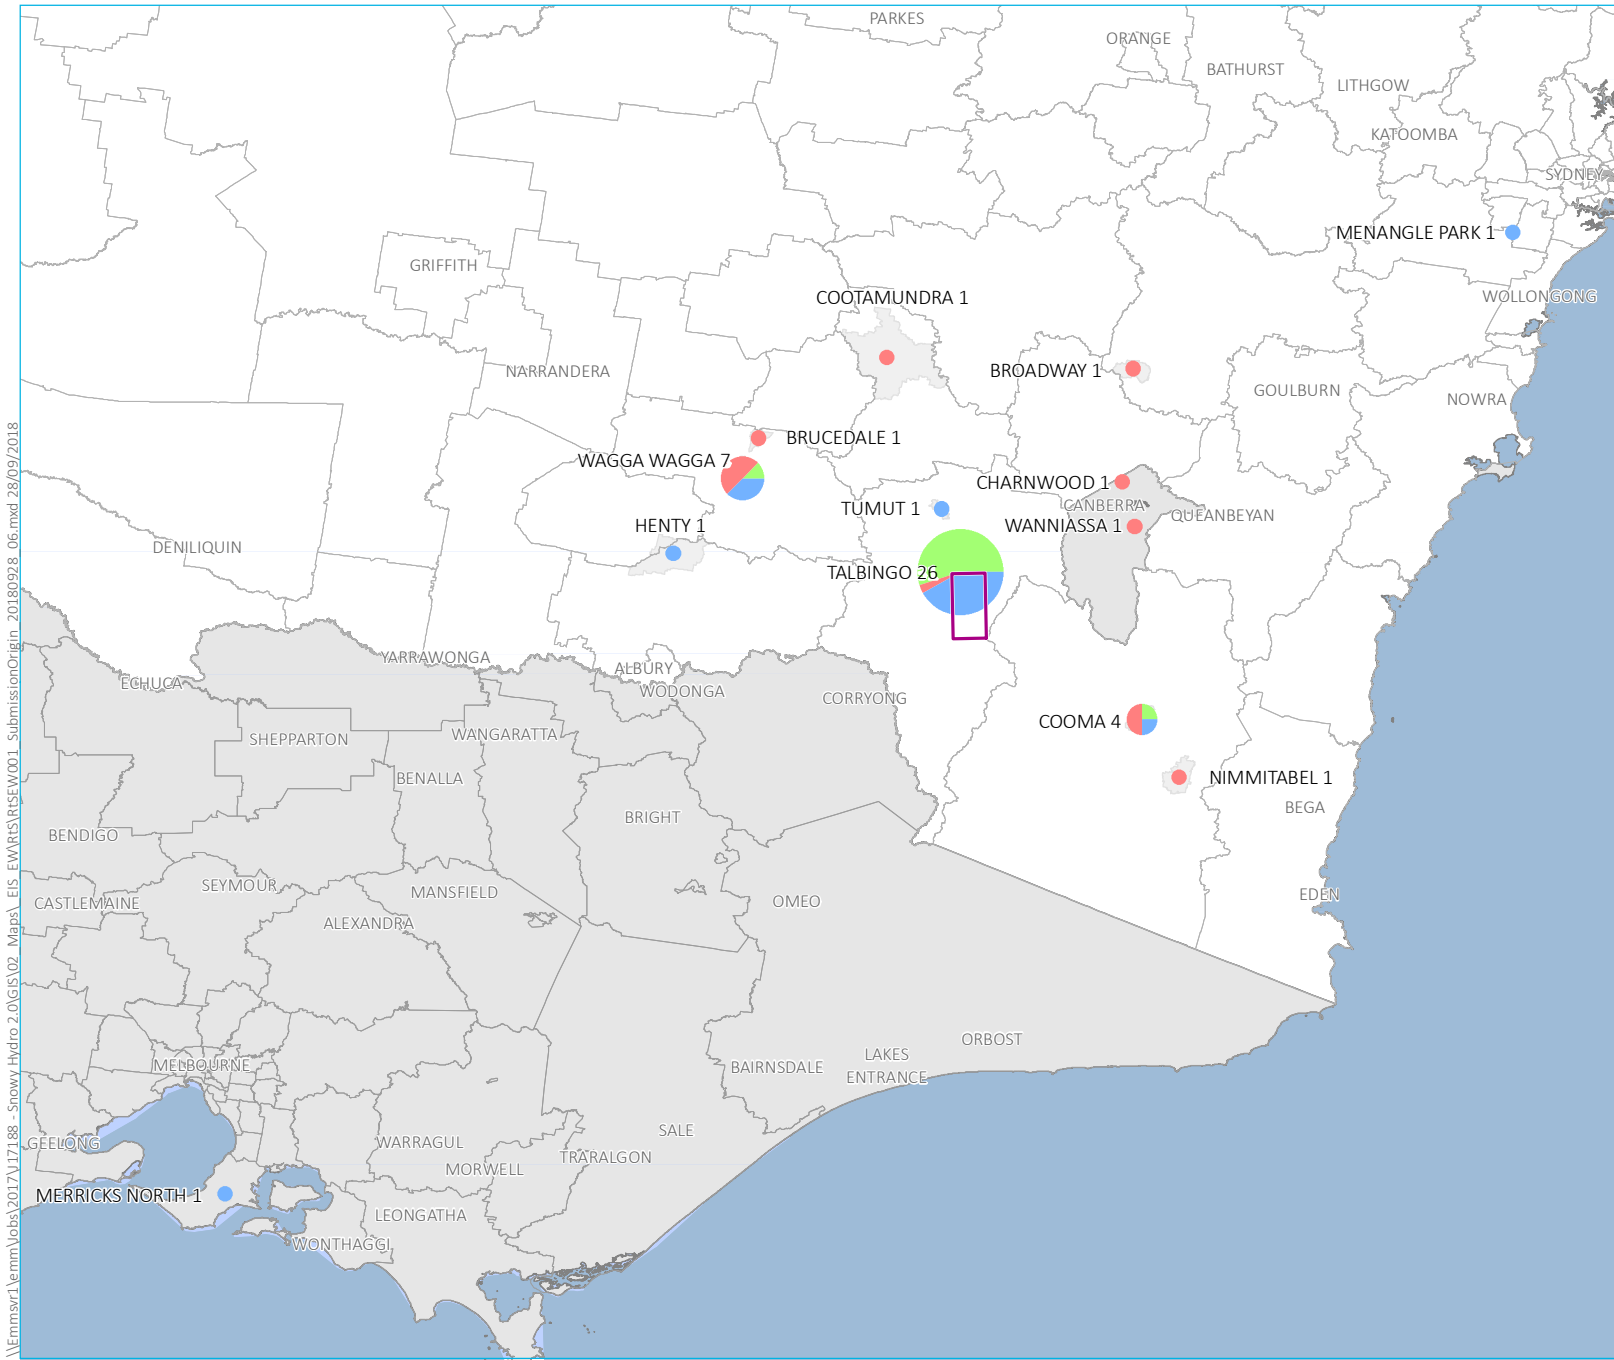 PARKES
ORANGE
BATHURST
LITHGOW
KATOOMBA
SYDNEY
MENANGLE PARK 1
GRIFFITH
WOLLONGONG
COOTAMUNDRA 1
NARRANDERA
BROADWAY 1
GOULBURN
NOWRA
BRUCEDALE 1
WAGGA WAGGA 7
CHARNWOOD 1
CANBERRA
QUEANBEYAN
TUMUT 1
WANNIASSA 1
HENTY 1
DENILIQUIN
TALBINGO 26
YARRAWONGA
ALBURY
ECHUCA
WODONGA
CORRYONG
COOMA 4
SHEPPARTON
WANGARATTA
BENALLA
NIMMITABEL 1
BEGA
BRIGHT
BENDIGO
SEYMOUR
MANSFIELD
EDEN
CASTLEMAINE
OMEO
ALEXANDRA
ORBOST
LAKES
ENTRANCE
MELBOURNE
BAIRNSDALE
SALE
GEELONG
WARRAGUL
TRARALGON
MORWELL
MERRICKS NORTH 1
LEONGATHA
WONTHAGGI
\\Emmsvr1\emm\Jobs\2017\J17188 - Snowy Hydro 2.0\GIS\02_Maps\_EIS_EW\RtS\RtSEW001_SubmissionOrigin_20180928_06.mxd 28/09/2018